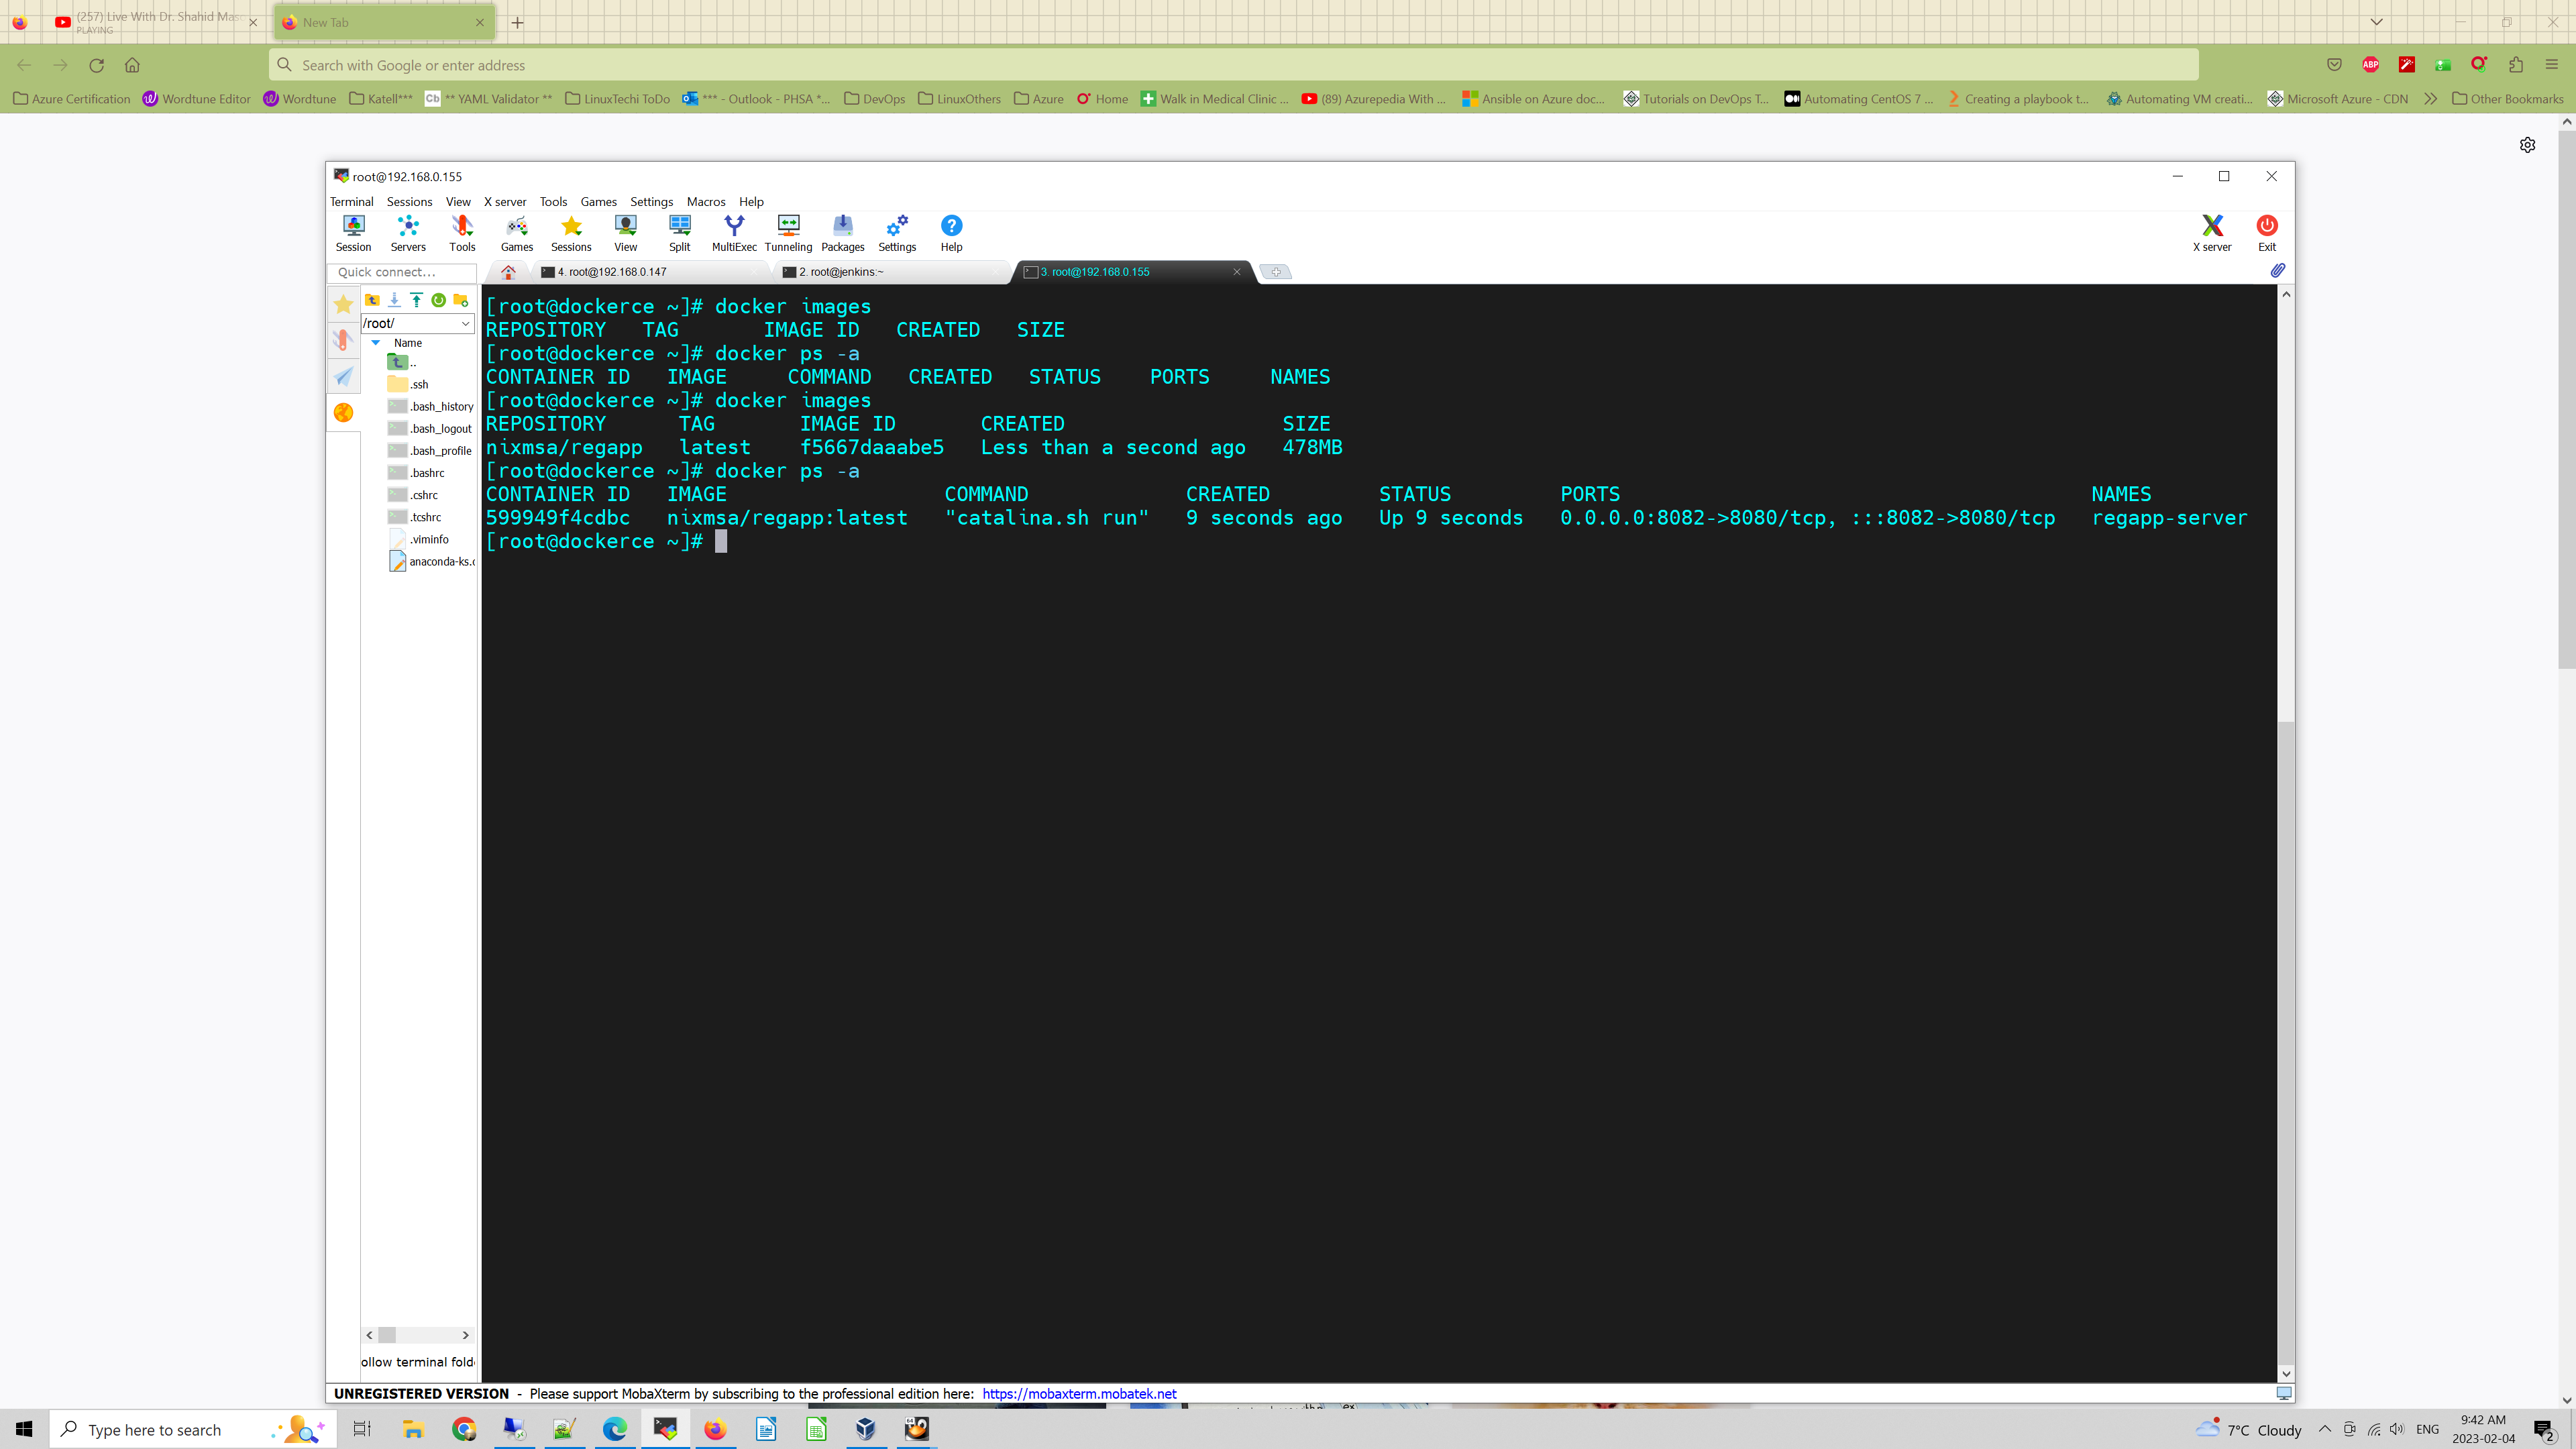 (257) Live With Dr. Shahid Mas
PLAYING
New Tab
Search with Google or enter address
ABP
Azure Certification
Wordtune Editor
Wordtune
Katell***
Cb
** YAML Validator **
LinuxTechi ToDo
*** - Outlook - PHSA *...
DevOps
LinuxOthers
Azure
Home
Walk in Medical Clinic ...
(89) Azurepedia With ...
Ansible on Azure doc...
Tutorials on DevOps T...
Automating CentOS 7 ...
Creating a playbook t...
Automating VM creati...
Microsoft Azure - CDN
Other Bookmarks
root@192.168.0.155
Terminal Sessions View X server Tools Games Settings Macros Help
Session Servers Tools Games Sessions View Split MultiExec Tunneling Packages Settings Help
X server Exit
Quick connect...
4. root@192.168.0.147
2. root@jenkins:~
3. root@192.168.0.155
/root/
Name
..
.ssh
.bash_history
.bash_logout
.bash_profile
.bashrc
.cshrc
.tcshrc
.viminfo
anaconda-ks.c
[root@dockerce ~]# docker images
REPOSITORY TAG IMAGE ID CREATED SIZE
[root@dockerce ~]# docker ps -a
CONTAINER ID IMAGE COMMAND CREATED STATUS PORTS NAMES
[root@dockerce ~]# docker images
REPOSITORY TAG IMAGE ID CREATED SIZE
nixmsa/regapp latest f5667daaabe5 Less than a second ago 478MB
[root@dockerce ~]# docker ps -a
CONTAINER ID IMAGE COMMAND CREATED STATUS PORTS NAMES
599949f4cdbc nixmsa/regapp:latest "catalina.sh run" 9 seconds ago Up 9 seconds 0.0.0.0:8082->8080/tcp, :::8082->8080/tcp regapp-server
[root@dockerce ~]#
ollow terminal fold
UNREGISTERED VERSION - Please support MobaXterm by subscribing to the professional edition here: https://mobaxterm.mobatek.net
Type here to search
7°C Cloudy
ENG
9:42 AM
2023-02-04
2